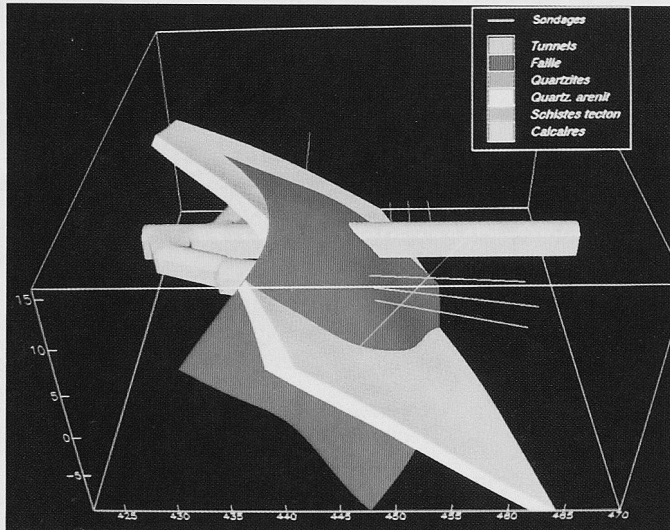 Sondages
Tunnels
Faille
Quartzites
Quartz. arenit
Schistes tecton
Calcaires
15
10
5
0
-5
425 430 435 440 445 450 455 460 465 470